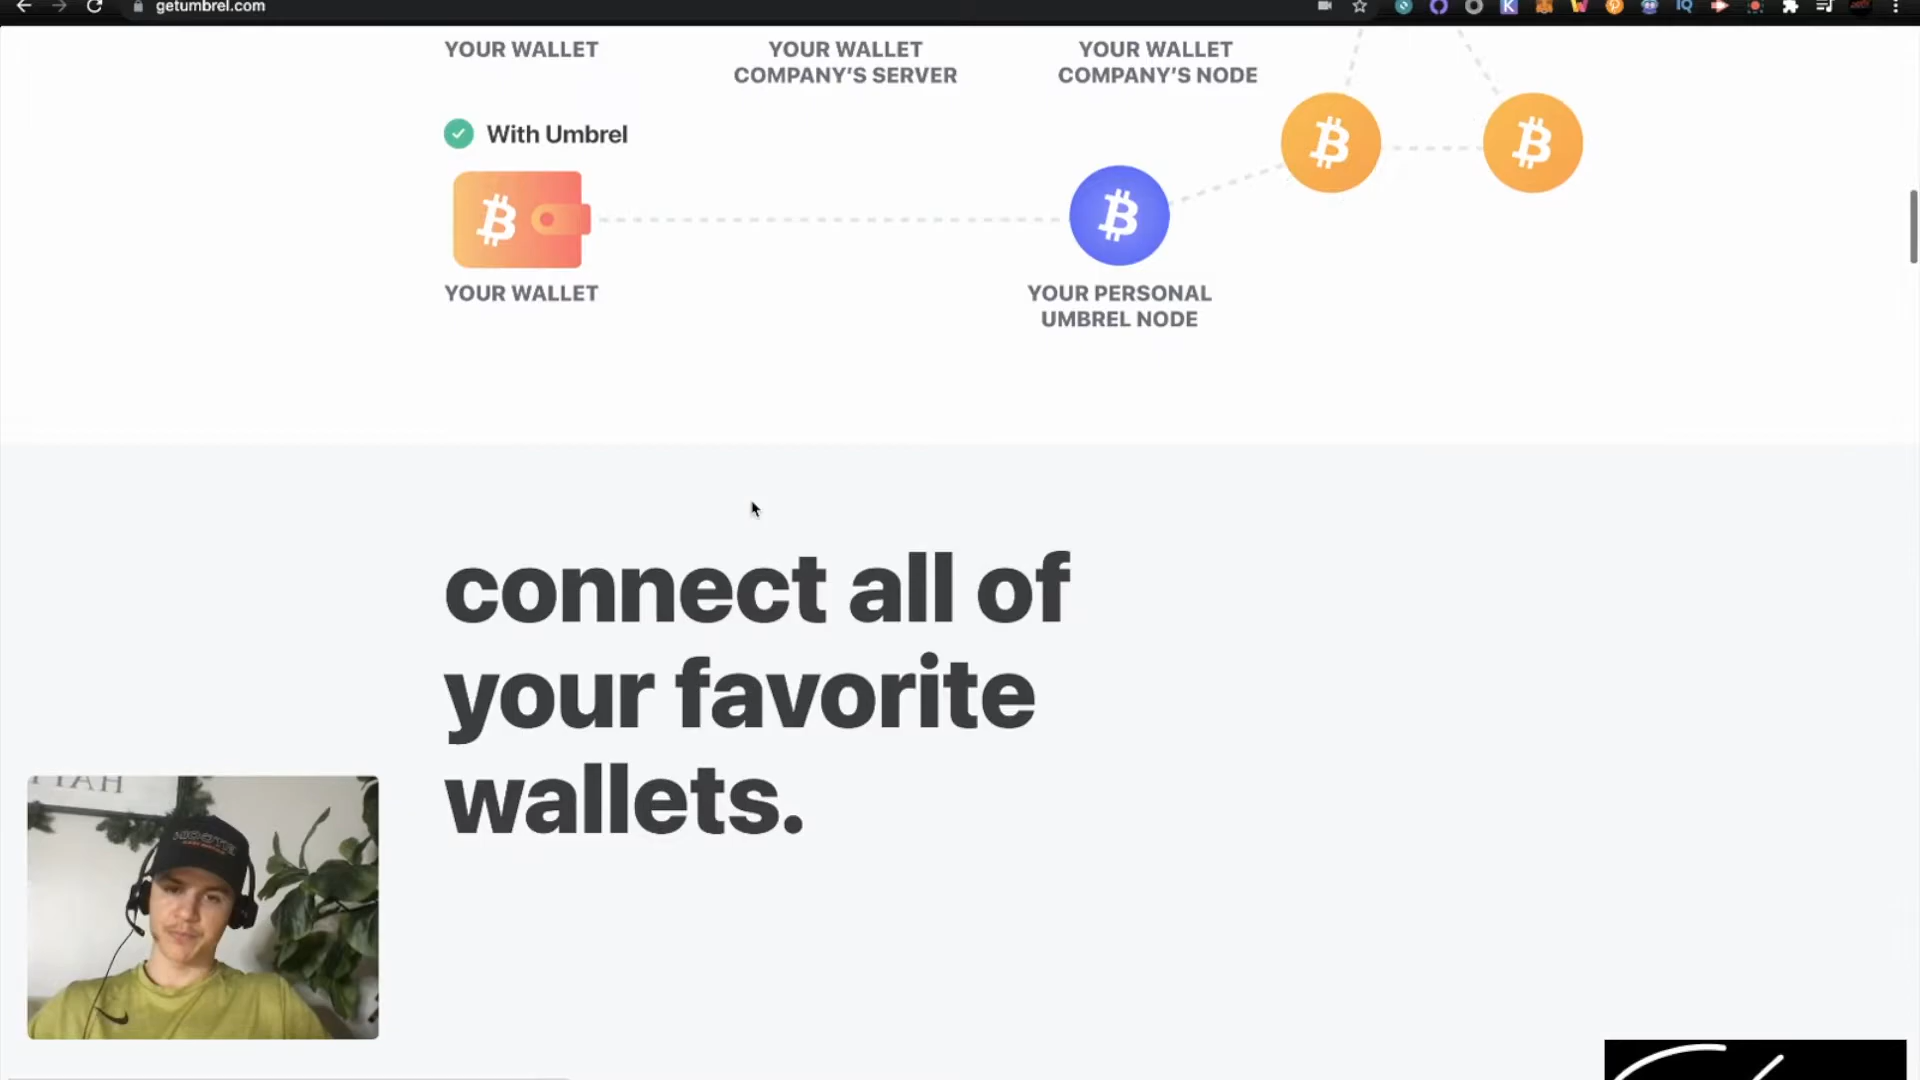 getumbrel.com
YOUR WALLET
YOUR WALLET
COMPANY'S SERVER
YOUR WALLET
COMPANY'S NODE
With Umbrel
YOUR WALLET
YOUR PERSONAL
UMBREL NODE
connect all of
your favorite
wallets.